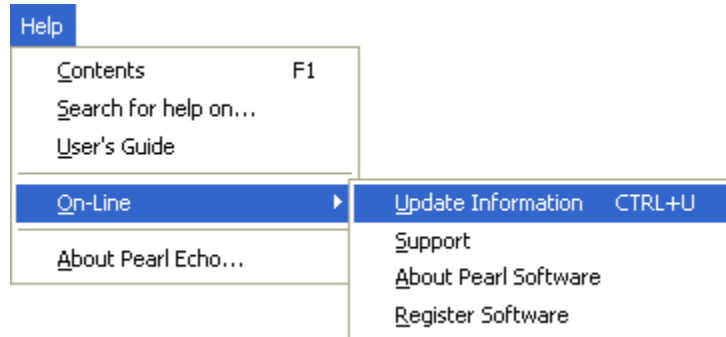 Help
Contents F1
Search for help on...
User's Guide
On-Line
Update Information CTRL+U
Support
About Pearl Software
Register Software
About Pearl Echo...